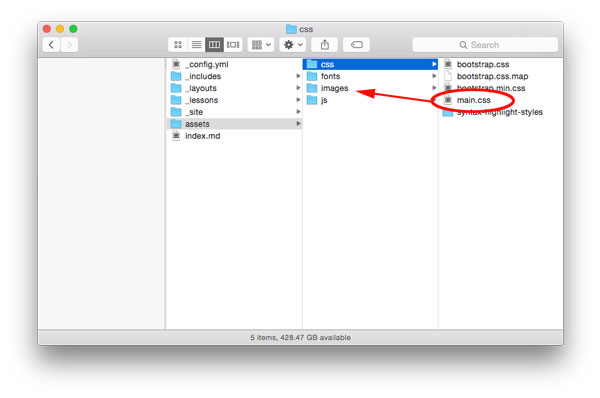 css
Search
_config.yml
_includes
_layouts
_lessons
_site
assets
index.md
css
fonts
images
js
bootstrap.css
bootstrap.css.map
bootstrap.min.css
main.css
syntax-highlight-styles
5 items, 428.47 GB available